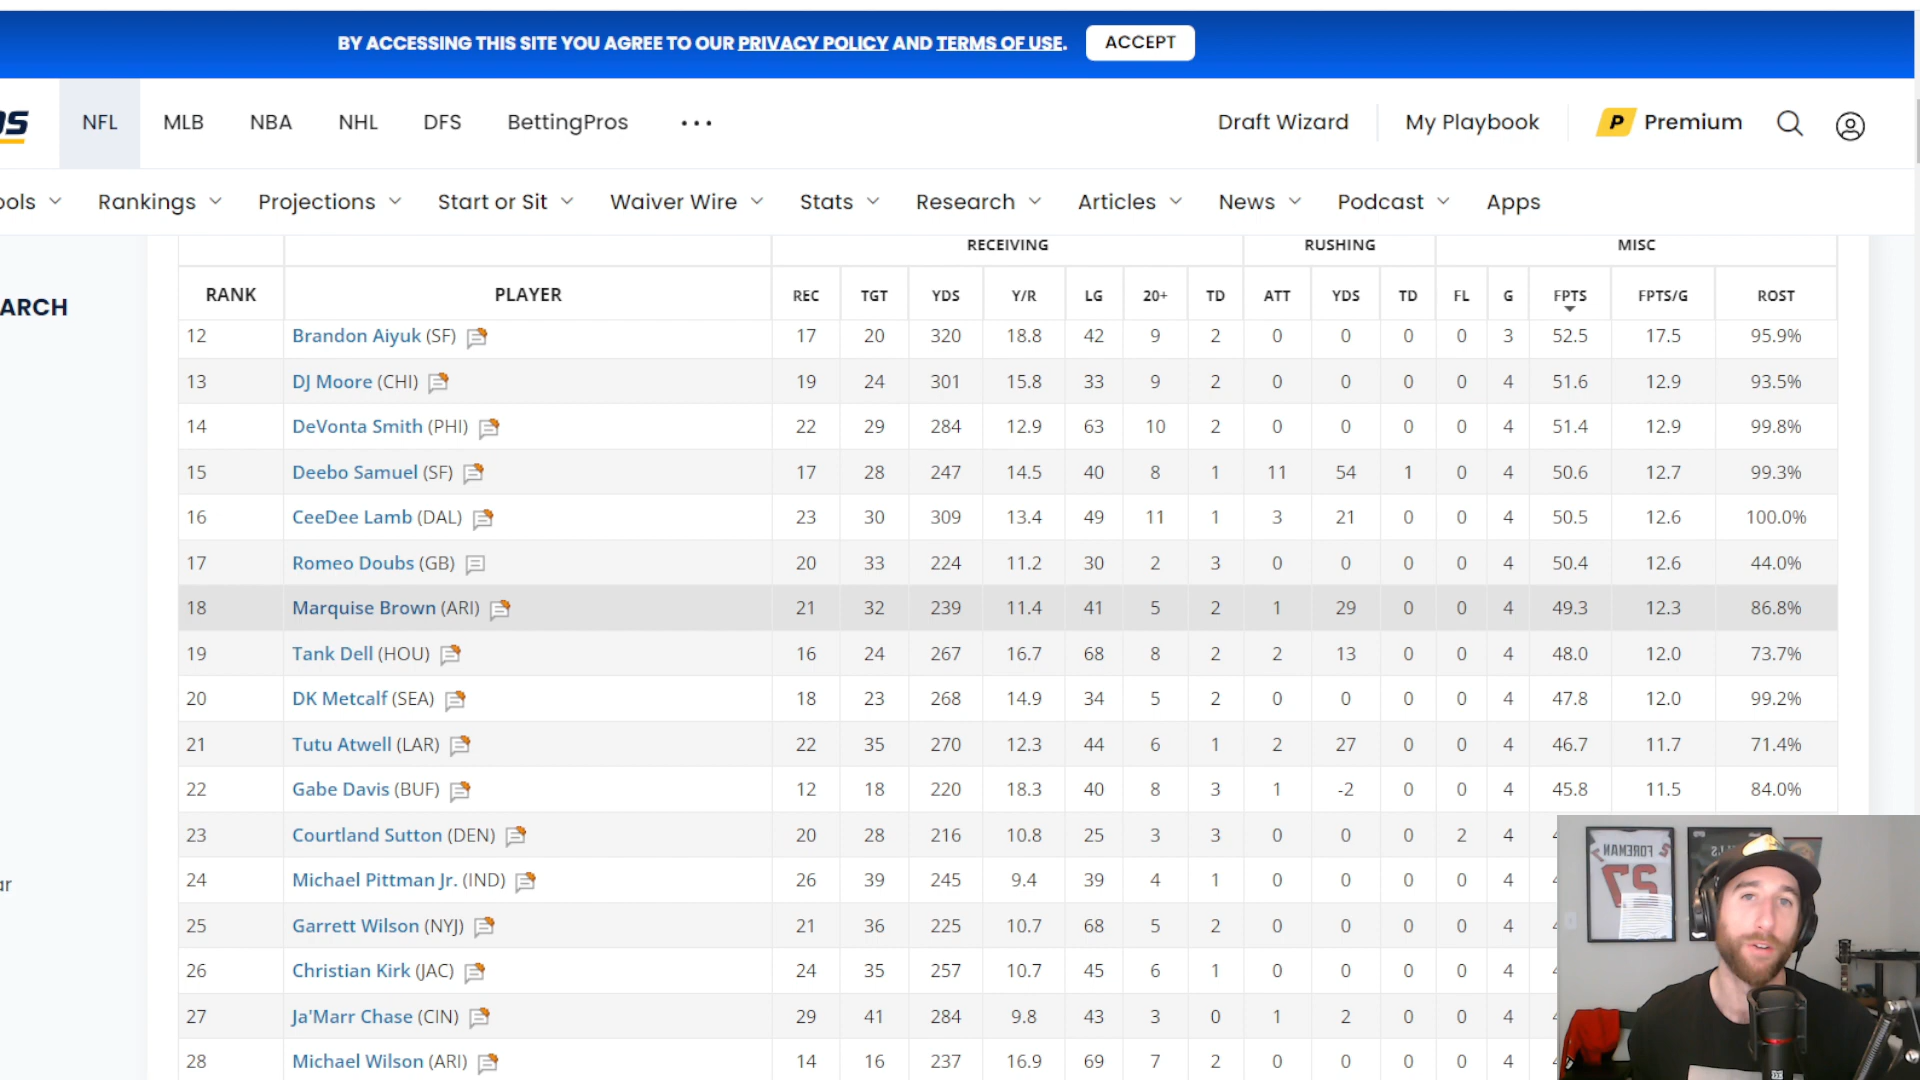 BY ACCESSING THIS SITE YOU AGREE TO OUR PRIVACY POLICY AND TERMS OF USE. ACCEPT
OS NFL MLB NBA NHL DFS BettingPros ••• Draft Wizard My Playbook P Premium
ools Rankings Projections Start or Sit Waiver Wire Stats Research Articles News Podcast Apps
RECEIVING RUSHING MISC
ARCH
RANK PLAYER REC TGT YDS Y/R LG 20+ TD ATT YDS TD FL G FPTS FPTS/G ROST
12 Brandon Aiyuk (SF) 17 20 320 18.8 42 9 2 0 0 0 0 3 52.5 17.5 95.9%
13 DJ Moore (CHI) 19 24 301 15.8 33 9 2 0 0 0 0 4 51.6 12.9 93.5%
14 DeVonta Smith (PHI) 22 29 284 12.9 63 10 2 0 0 0 0 4 51.4 12.9 99.8%
15 Deebo Samuel (SF) 17 28 247 14.5 40 8 1 11 54 1 0 4 50.6 12.7 99.3%
16 CeeDee Lamb (DAL) 23 30 309 13.4 49 11 1 3 21 0 0 4 50.5 12.6 100.0%
17 Romeo Doubs (GB) 20 33 224 11.2 30 2 3 0 0 0 0 4 50.4 12.6 44.0%
18 Marquise Brown (ARI) 21 32 239 11.4 41 5 2 1 29 0 0 4 49.3 12.3 86.8%
19 Tank Dell (HOU) 16 24 267 16.7 68 8 2 2 13 0 0 4 48.0 12.0 73.7%
20 DK Metcalf (SEA) 18 23 268 14.9 34 5 2 0 0 0 0 4 47.8 12.0 99.2%
21 Tutu Atwell (LAR) 22 35 270 12.3 44 6 1 2 27 0 0 4 46.7 11.7 71.4%
22 Gabe Davis (BUF) 12 18 220 18.3 40 8 3 1 -2 0 0 4 45.8 11.5 84.0%
23 Courtland Sutton (DEN) 20 28 216 10.8 25 3 3 0 0 0 2 4
ar 24 Michael Pittman Jr. (IND) 26 39 245 9.4 39 4 1 0 0 0 0 4
25 Garrett Wilson (NYJ) 21 36 225 10.7 68 5 2 0 0 0 0 4
26 Christian Kirk (JAC) 24 35 257 10.7 45 6 1 0 0 0 0 4
27 Ja'Marr Chase (CIN) 29 41 284 9.8 43 3 0 1 2 0 0 4
28 Michael Wilson (ARI) 14 16 237 16.9 69 7 2 0 0 0 0 4
FOREMAN
27